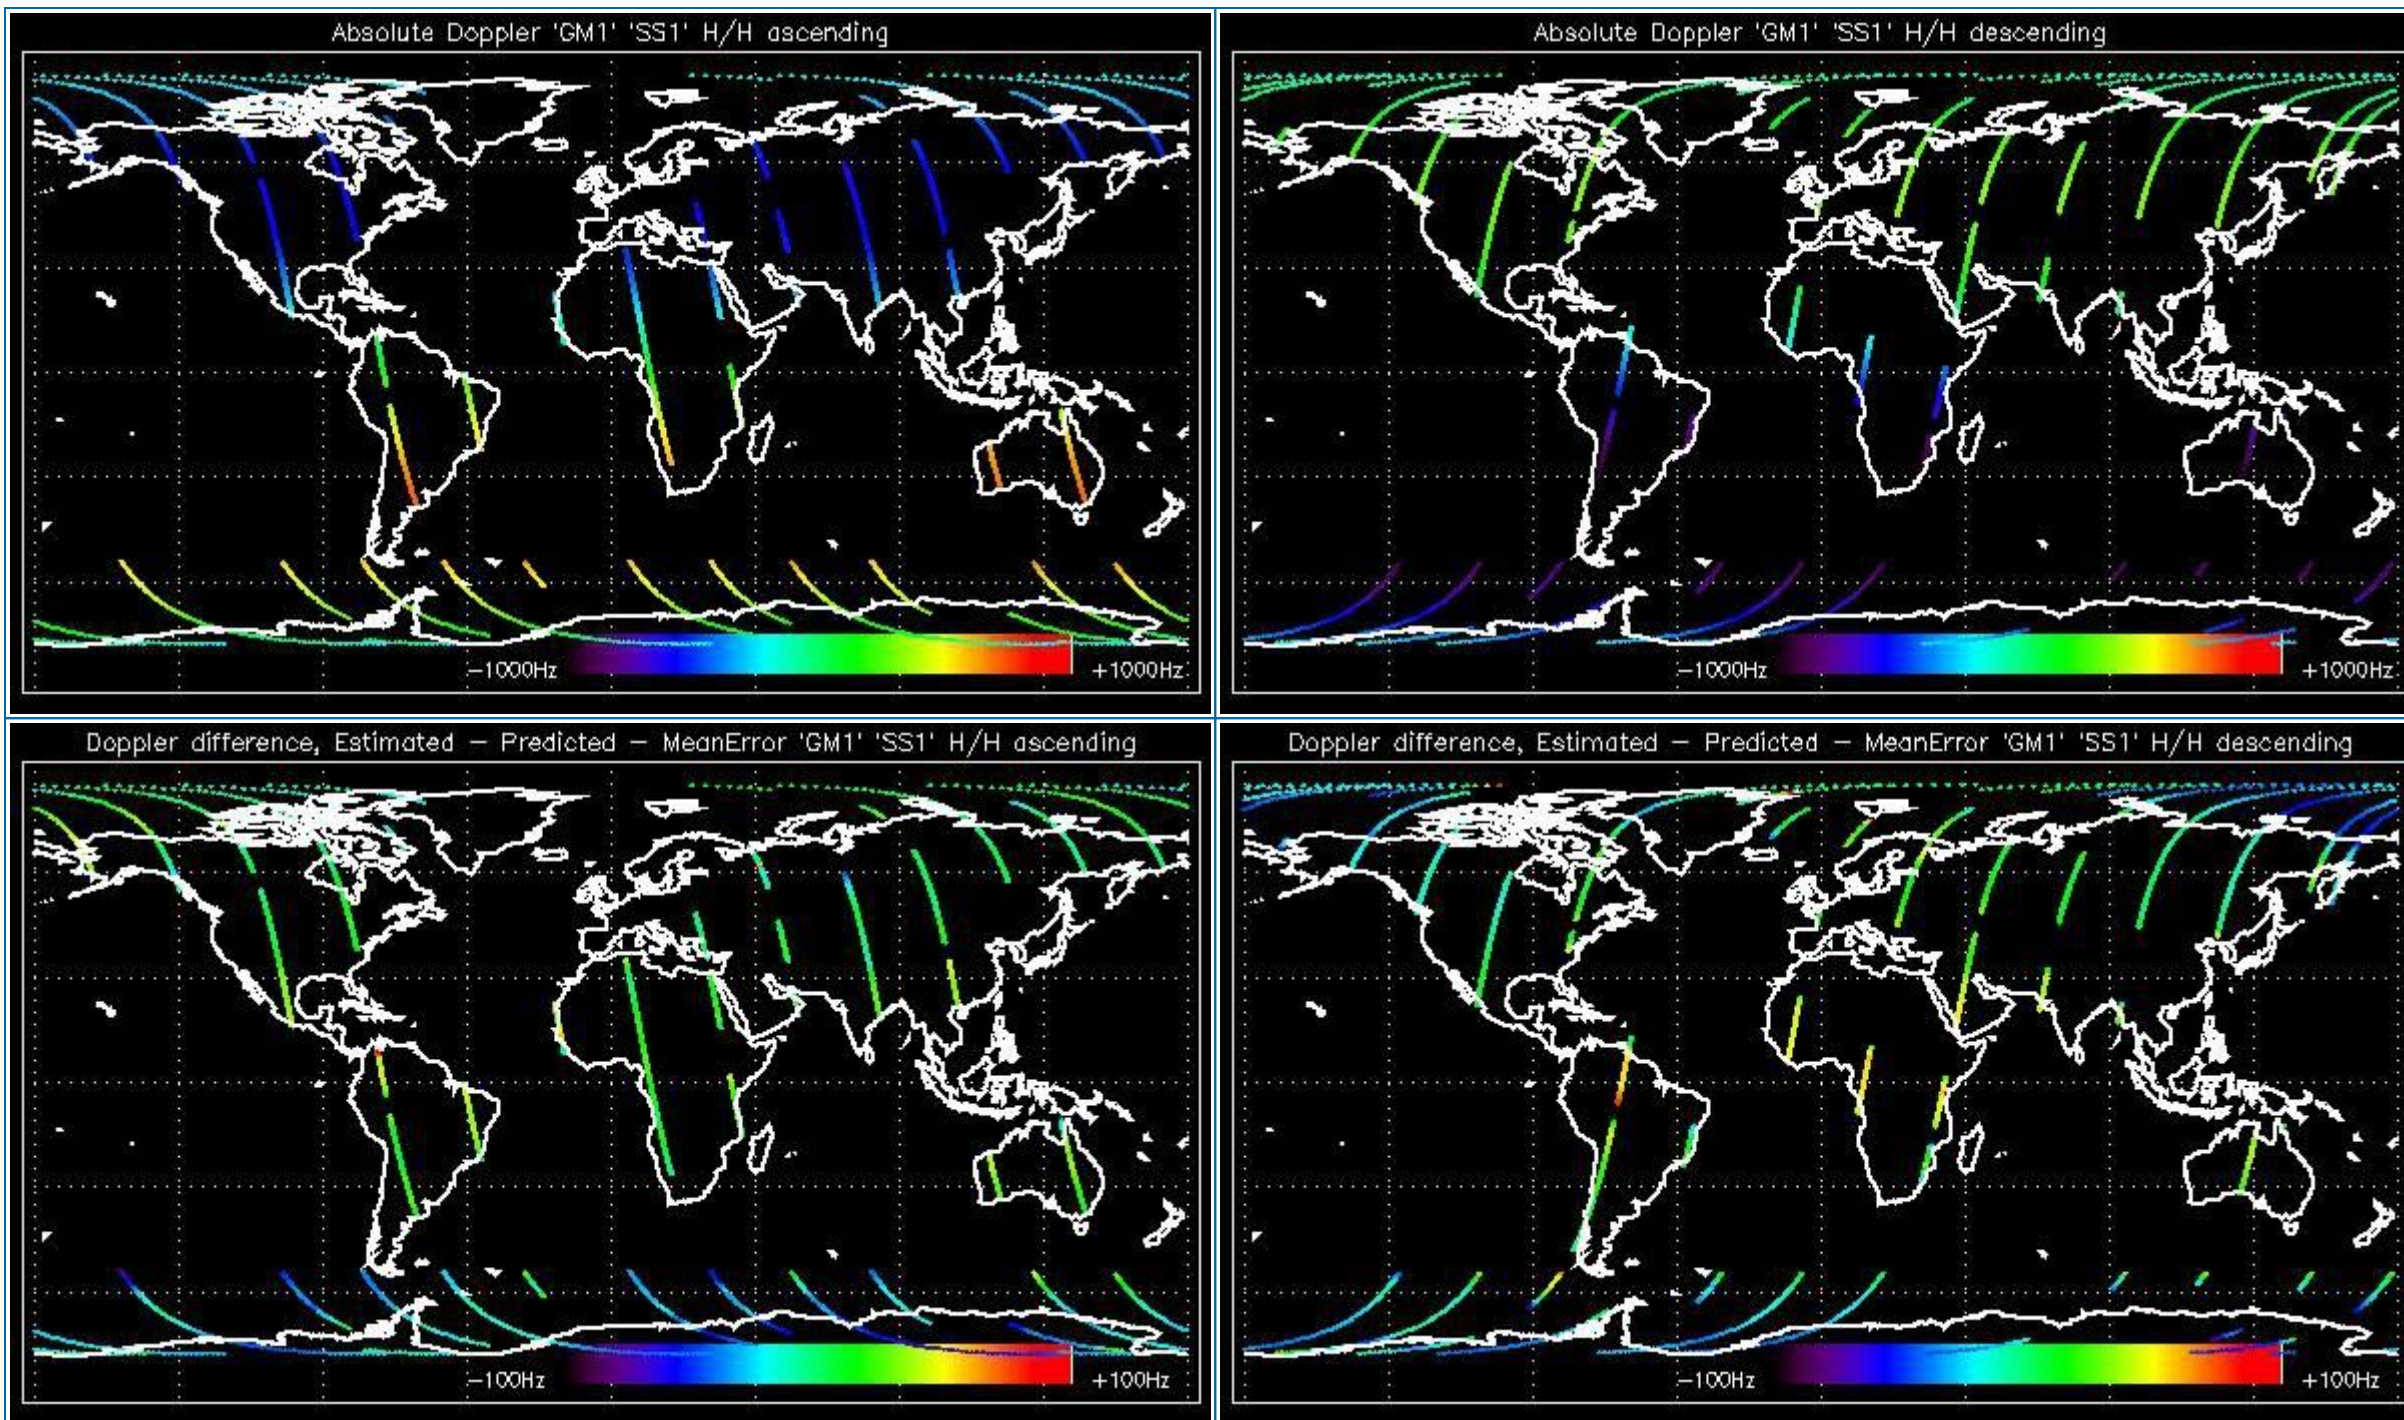 Absolute Doppler 'GM1' 'SS1' H/H ascending
-1000Hz
+1000Hz
Absolute Doppler 'GM1' 'SS1' H/H descending
-1000Hz
+1000Hz
Doppler difference, Estimated - Predicted - MeanError 'GM1' 'SS1' H/H ascending
-100Hz
+100Hz
Doppler difference, Estimated - Predicted - MeanError 'GM1' 'SS1' H/H descending
-100Hz
+100Hz